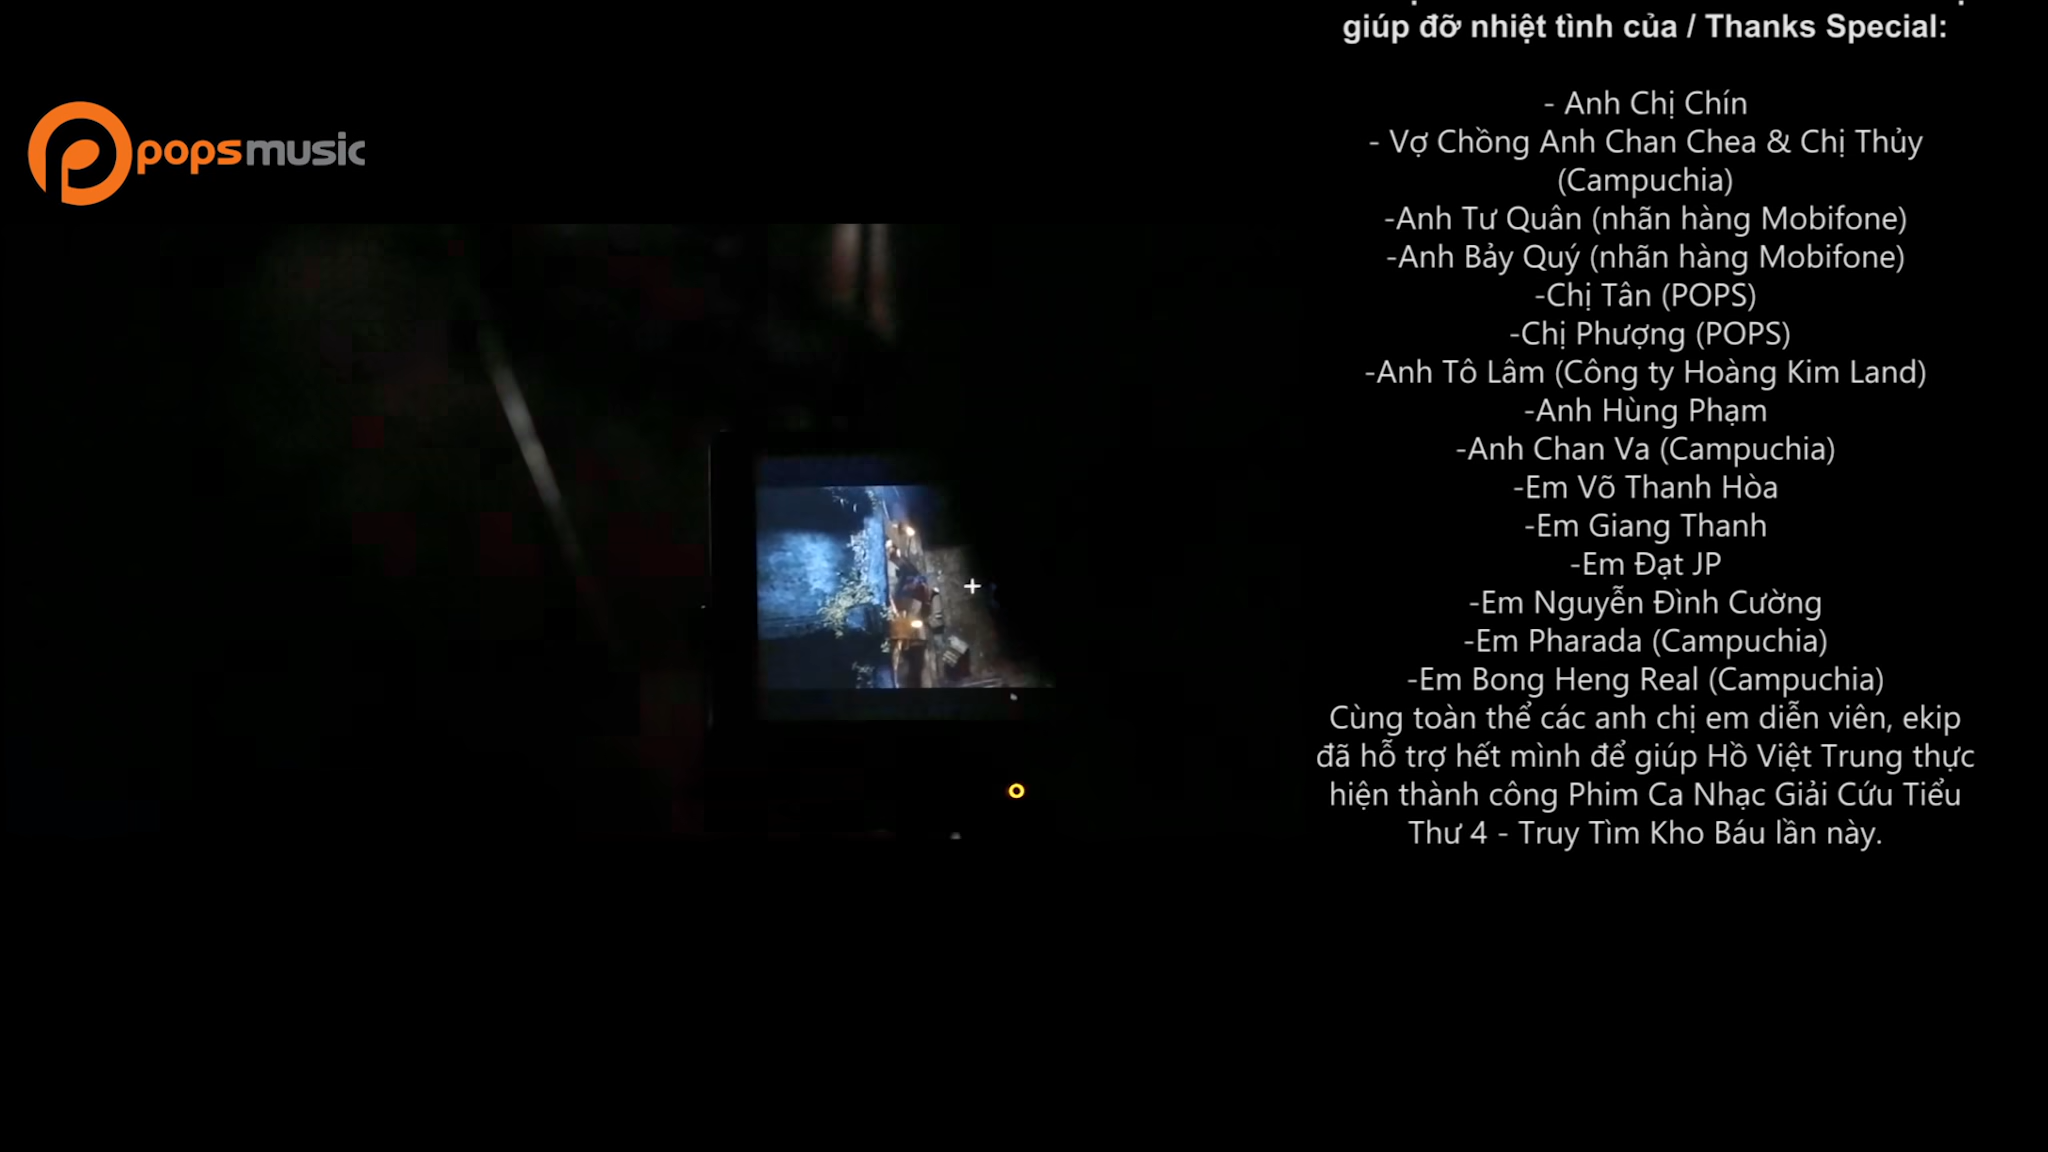 popsmusic
giúp đỡ nhiệt tình của / Thanks Special:
- Anh Chị Chín
- Vợ Chồng Anh Chan Chea & Chị Thủy
(Campuchia)
-Anh Tư Quân (nhãn hàng Mobifone)
-Anh Bảy Quý (nhãn hàng Mobifone)
-Chị Tân (POPS)
-Chị Phượng (POPS)
-Anh Tô Lâm (Công ty Hoàng Kim Land)
-Anh Hùng Phạm
-Anh Chan Va (Campuchia)
-Em Võ Thanh Hòa
-Em Giang Thanh
-Em Đạt JP
-Em Nguyễn Đình Cường
-Em Pharada (Campuchia)
-Em Bong Heng Real (Campuchia)
Cùng toàn thể các anh chị em diễn viên, ekip
đã hỗ trợ hết mình để giúp Hồ Việt Trung thực
hiện thành công Phim Ca Nhạc Giải Cứu Tiểu
Thư 4 - Truy Tìm Kho Báu lần này.